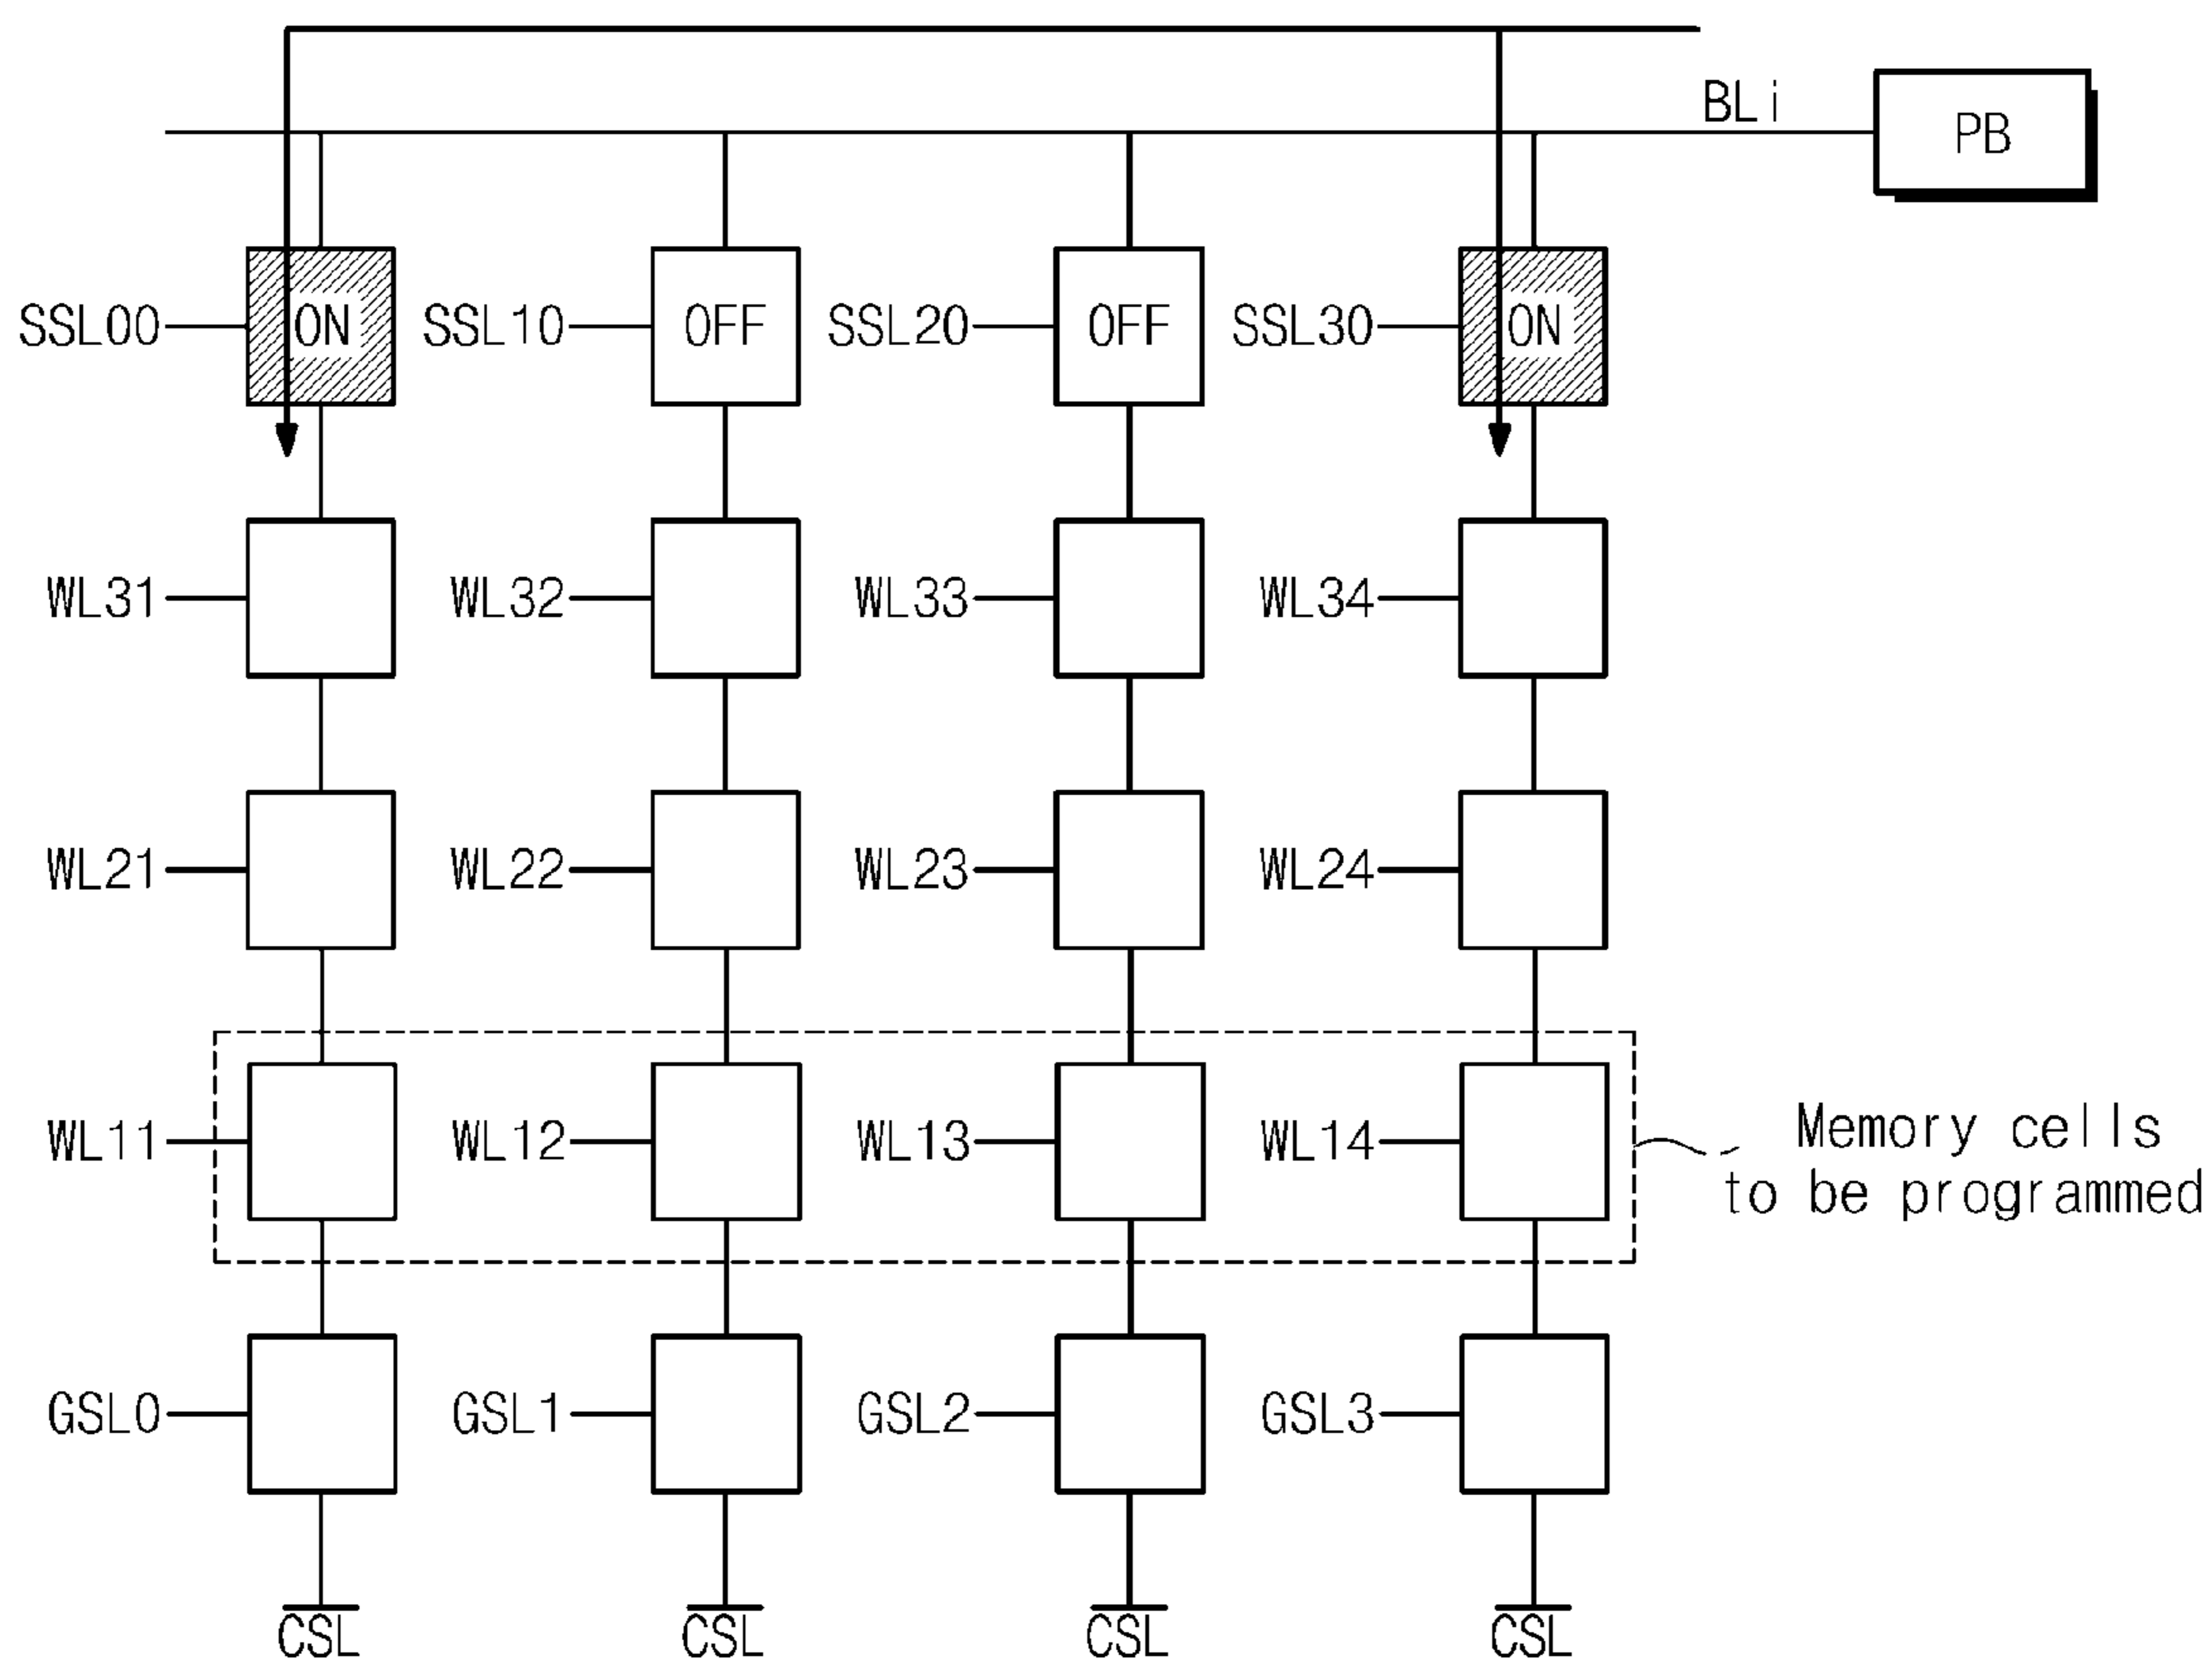 BLi
PB
SSL00 ON SSL10 OFF SSL20 OFF SSL30 ON
WL31 WL32 WL33 WL34
WL21 WL22 WL23 WL24
WL11 WL12 WL13 WL14
Memory cells
to be programmed
GSL0 GSL1 GSL2 GSL3
CSL CSL CSL CSL